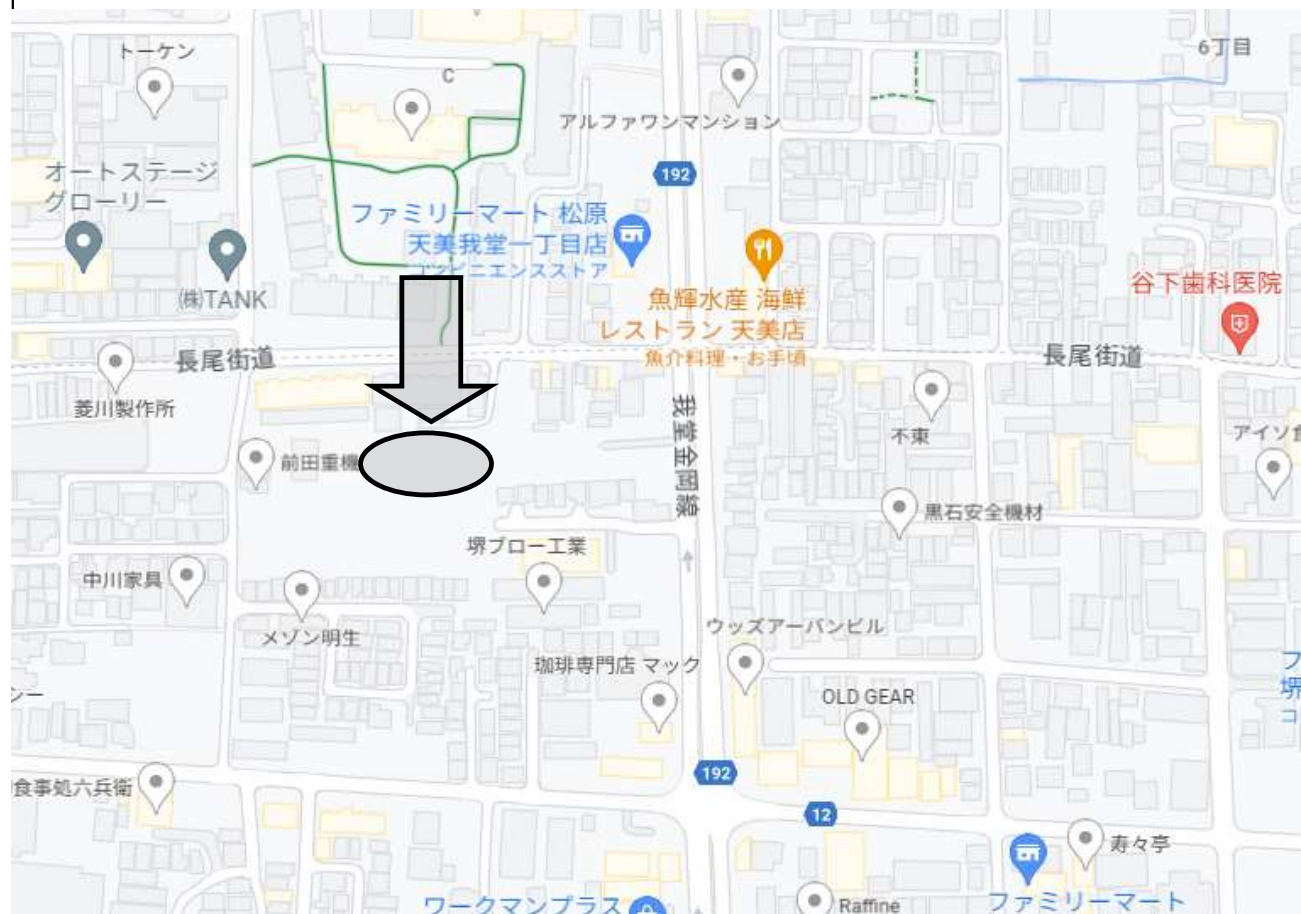 トーケン
C
6丁目
アルファワンマンション
オートステージ
グローリー
192
ファミリーマート 松原
天美我堂一丁目店
コンビニエンスストア
㈱TANK
魚輝水産 海鮮
レストラン 天美店
魚介料理・お手頃
谷下歯科医院
長尾街道
長尾街道
菱川製作所
我堂金岡線
不東
アイソ食
前田重機
黒石安全機材
堺ブロー工業
中川家具
メゾン明生
ウッズアーバンビル
珈琲専門店 マック
シー
OLD GEAR
フ
堺
コ
192
食事処六兵衛
12
寿々亭
ワークマンプラス
Raffine
ファミリーマート